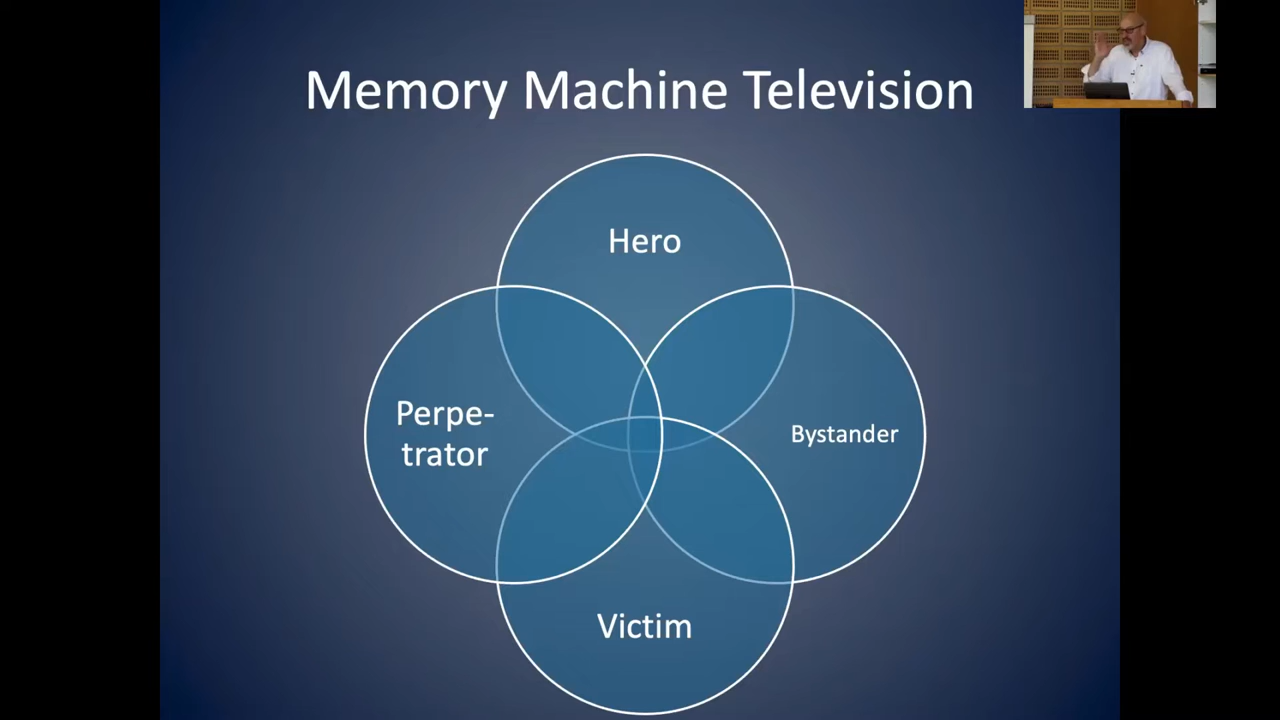 Memory Machine Television
Hero
Perpe-
trator
Bystander
Victim